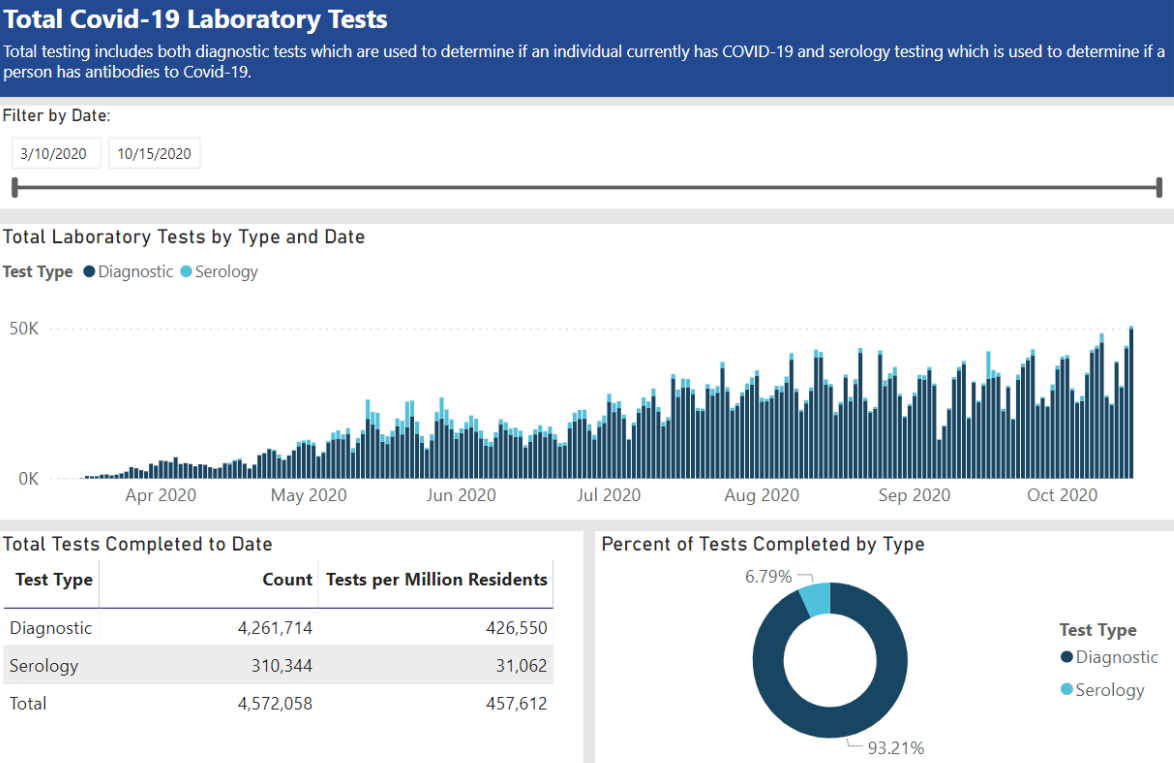 Total Covid-19 Laboratory Tests
Total testing includes both diagnostic tests which are used to determine if an individual currently has COVID-19 and serology testing which is used to determine if a
person has antibodies to Covid-19.
Filter by Date:
3/10/2020 10/15/2020
Total Laboratory Tests by Type and Date
Test Type Diagnostic Serology
50K
0K
Apr 2020 May 2020 Jun 2020 Jul 2020 Aug 2020 Sep 2020 Oct 2020
Total Tests Completed to Date
Test Type Count Tests per Million Residents
Diagnostic 4,261,714 426,550
Serology 310,344 31,062
Total 4,572,058 457,612
Percent of Tests Completed by Type
6.79%
93.21%
Test Type
Diagnostic
Serology